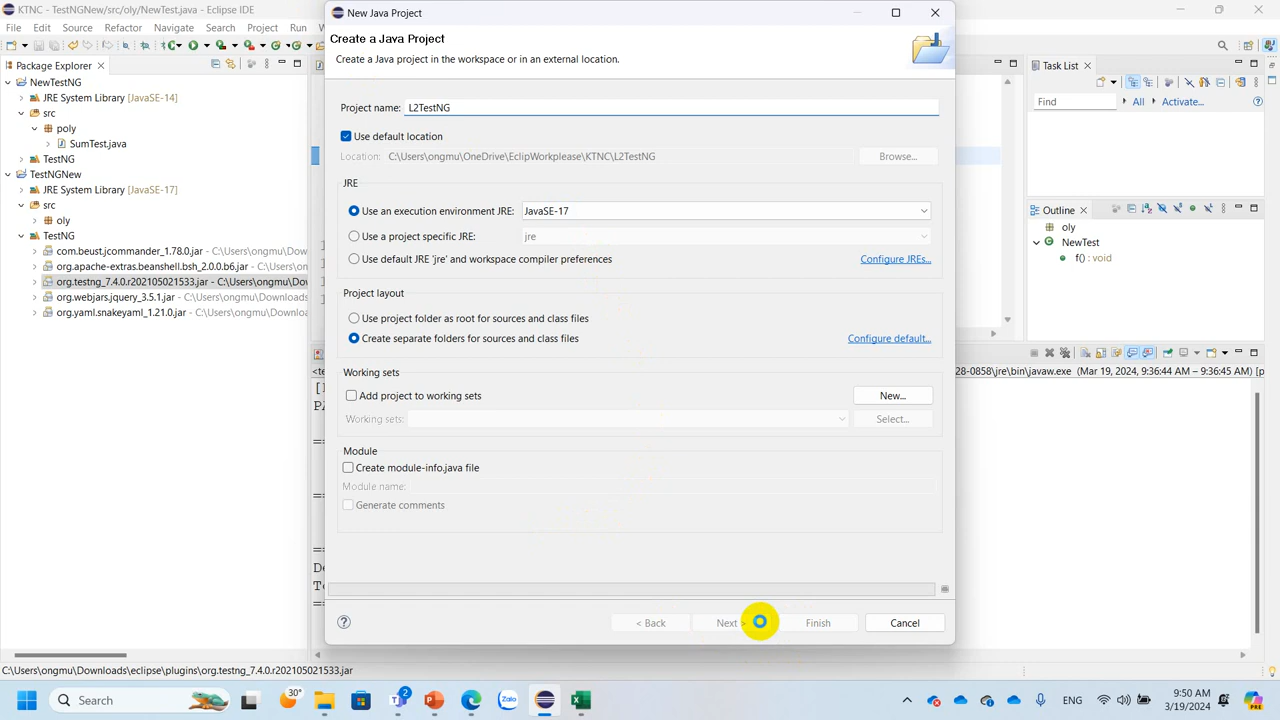 KTNC - TestNGNew/src/oly/NewTest.java - Eclipse IDE
File Edit Source Refactor Navigate Search Project Run
Package Explorer
NewTestNG
JRE System Library [JavaSE-14]
src
poly
SumTest.java
TestNG
TestNGNew
JRE System Library [JavaSE-17]
src
oly
TestNG
com.beust.jcommander_1.78.0.jar - C:\Users\ongmu\Dow
org.apache-extras.beanshell.bsh_2.0.0.b6.jar - C:\Users
org.testng_7.4.0.r202105021533.jar - C:\Users\ongmu\Dov
org.webjars.jquery_3.5.1.jar - C:\Users\ongmu\Downloads
org.yaml.snakeyaml_1.21.0.jar - C:\Users\ongmu\Downloa
New Java Project
Create a Java Project
Create a Java project in the workspace or in an external location.
Project name: L2TestNG
Use default location
Location: C:\Users\ongmu\OneDrive\EclipWorkplease\KTNC\L2TestNG Browse...
JRE
Use an execution environment JRE: JavaSE-17
Use a project specific JRE: jre
Use default JRE 'jre' and workspace compiler preferences Configure JREs...
Project layout
Use project folder as root for sources and class files
Create separate folders for sources and class files Configure default...
Working sets
Add project to working sets New...
Working sets: Select...
Module
Create module-info.java file
Module name:
Generate comments
< Back Next > Finish Cancel
Task List
Find All Activate...
Outline
oly
NewTest
f() : void
28-0858\jre\bin\javaw.exe (Mar 19, 2024, 9:36:44 AM – 9:36:45 AM) [p
C:\Users\ongmu\Downloads\eclipse\plugins\org.testng_7.4.0.r202105021533.jar
Search
30°
2
Zalo
ENG
9:50 AM
3/19/2024
PRE